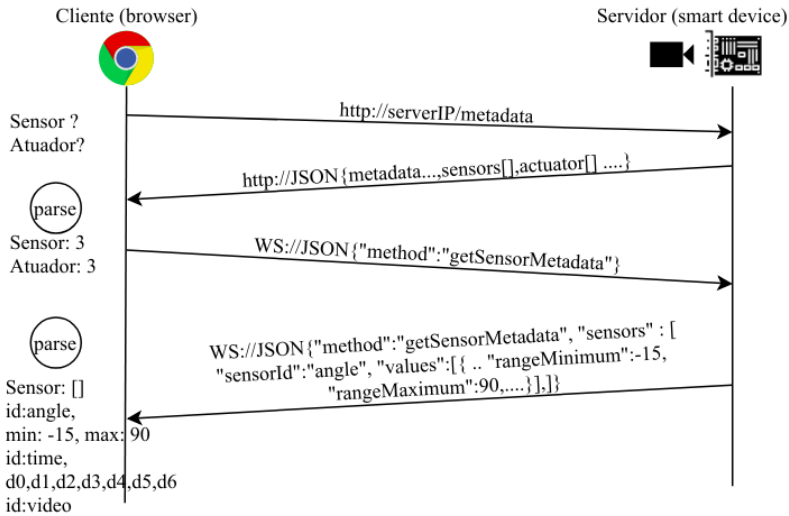 Cliente (browser)
Servidor (smart device)
http://serverIP/metadata
Sensor ?
Atuador?
http://JSON{metadata...,sensors[],actuator[] ....}
parse
Sensor: 3
Atuador: 3
WS://JSON{"method":"getSensorMetadata"}
parse
WS://JSON{"method":"getSensorMetadata", "sensors" : [
"sensorId":"angle", "values":[{ .. "rangeMinimum":-15,
"rangeMaximum":90,....}],]}
Sensor: []
id:angle,
min: -15, max: 90
id:time,
d0,d1,d2,d3,d4,d5,d6
id:video